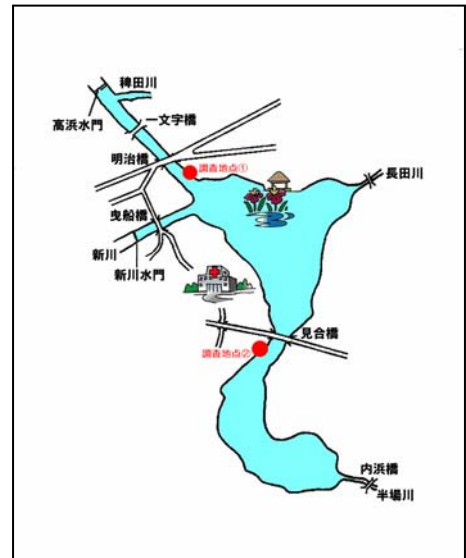 稗田川
高浜水門
一文字橋
明治橋
調査地点①
長田川
曳船橋
新川
新川水門
見合橋
調査地点②
内浜橋
半場川